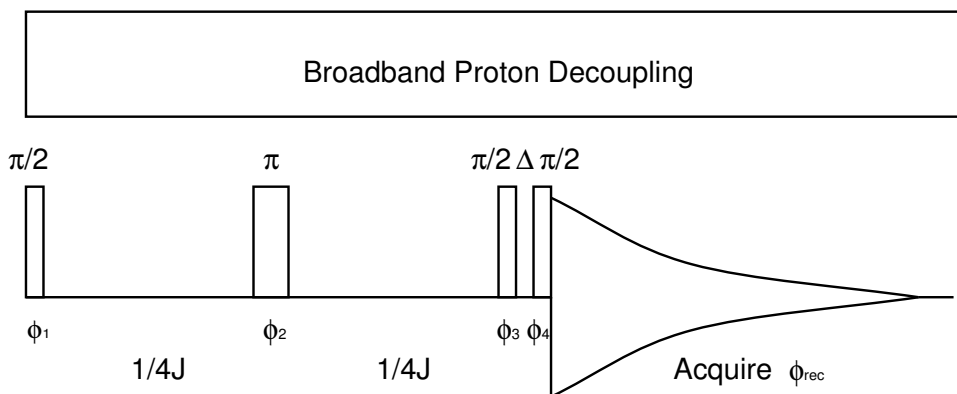 Broadband Proton Decoupling
π/2 π π/2 Δ π/2
ϕ1 ϕ2 ϕ3 ϕ4
1/4J 1/4J Acquire ϕrec